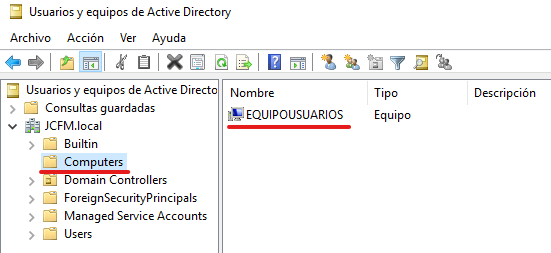 Usuarios y equipos de Active Directory
Archivo Acción Ver Ayuda
Usuarios y equipos de Active Directo
Consultas guardadas
JCFM.local
Builtin
Computers
Domain Controllers
ForeignSecurityPrincipals
Managed Service Accounts
Users
Nombre Tipo Descripción
EQUIPOUSUARIOS Equipo